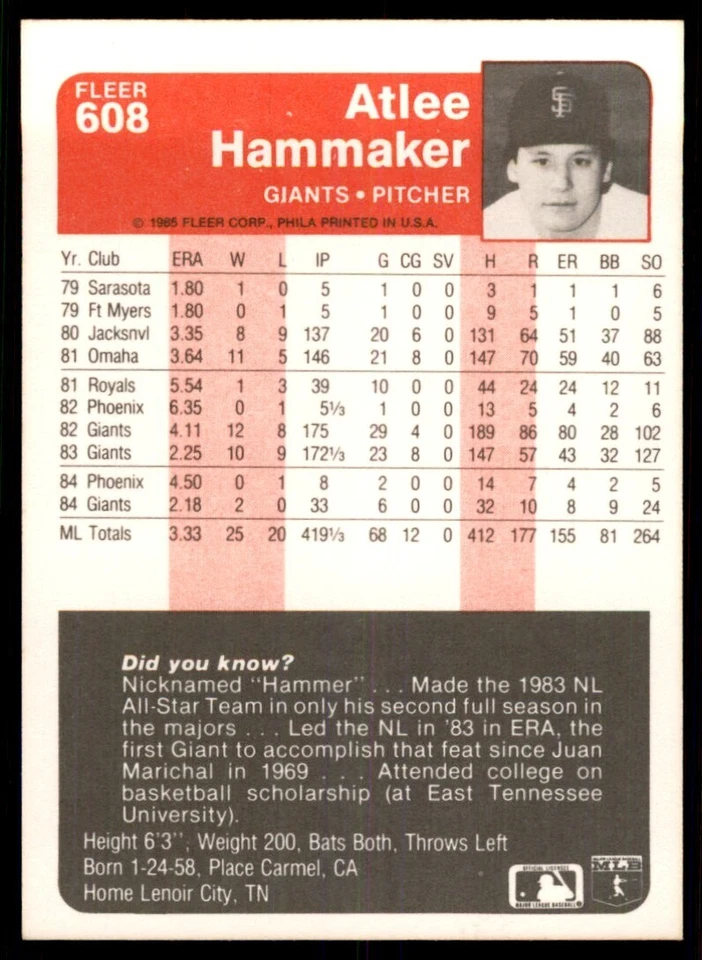 FLEER
608
Atlee
Hammaker
GIANTS • PITCHER
© 1985 FLEER CORP., PHILA PRINTED IN U.S.A.
Yr. Club ERA W L IP G CG SV H R ER BB SO
79 Sarasota 1.80 1 0 5 1 0 0 3 1 1 1 6
79 Ft Myers 1.80 0 1 5 1 0 0 9 5 1 0 5
80 Jacksnvl 3.35 8 9 137 20 6 0 131 64 51 37 88
81 Omaha 3.64 11 5 146 21 8 0 147 70 59 40 63
81 Royals 5.54 1 3 39 10 0 0 44 24 24 12 11
82 Phoenix 6.35 0 1 5⅓ 1 0 0 13 5 4 2 6
82 Giants 4.11 12 8 175 29 4 0 189 86 80 28 102
83 Giants 2.25 10 9 172⅓ 23 8 0 147 57 43 32 127
84 Phoenix 4.50 0 1 8 2 0 0 14 7 4 2 5
84 Giants 2.18 2 0 33 6 0 0 32 10 8 9 24
ML Totals 3.33 25 20 419⅓ 68 12 0 412 177 155 81 264
Did you know?
Nicknamed "Hammer" . . . Made the 1983 NL
All-Star Team in only his second full season in
the majors . . . Led the NL in '83 in ERA, the
first Giant to accomplish that feat since Juan
Marichal in 1969 . . . Attended college on
basketball scholarship (at East Tennessee
University).
Height 6'3", Weight 200, Bats Both, Throws Left
Born 1-24-58, Place Carmel, CA
Home Lenoir City, TN
OFFICIAL LICENSEE
MAJOR LEAGUE BASEBALL
MLB